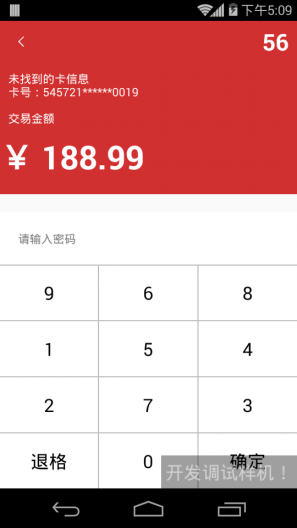 下午5:09
56
未找到的卡信息
卡号：545721******0019
交易金额
¥ 188.99
请输入密码
9 6 8
1 5 4
2 7 3
退格 0 确定
开发调试样机！